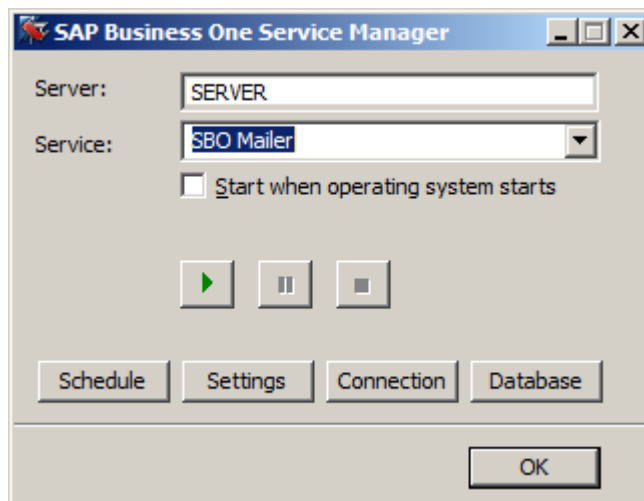 SAP Business One Service Manager
Server: SERVER
Service: SBO Mailer
Start when operating system starts
Schedule Settings Connection Database
OK